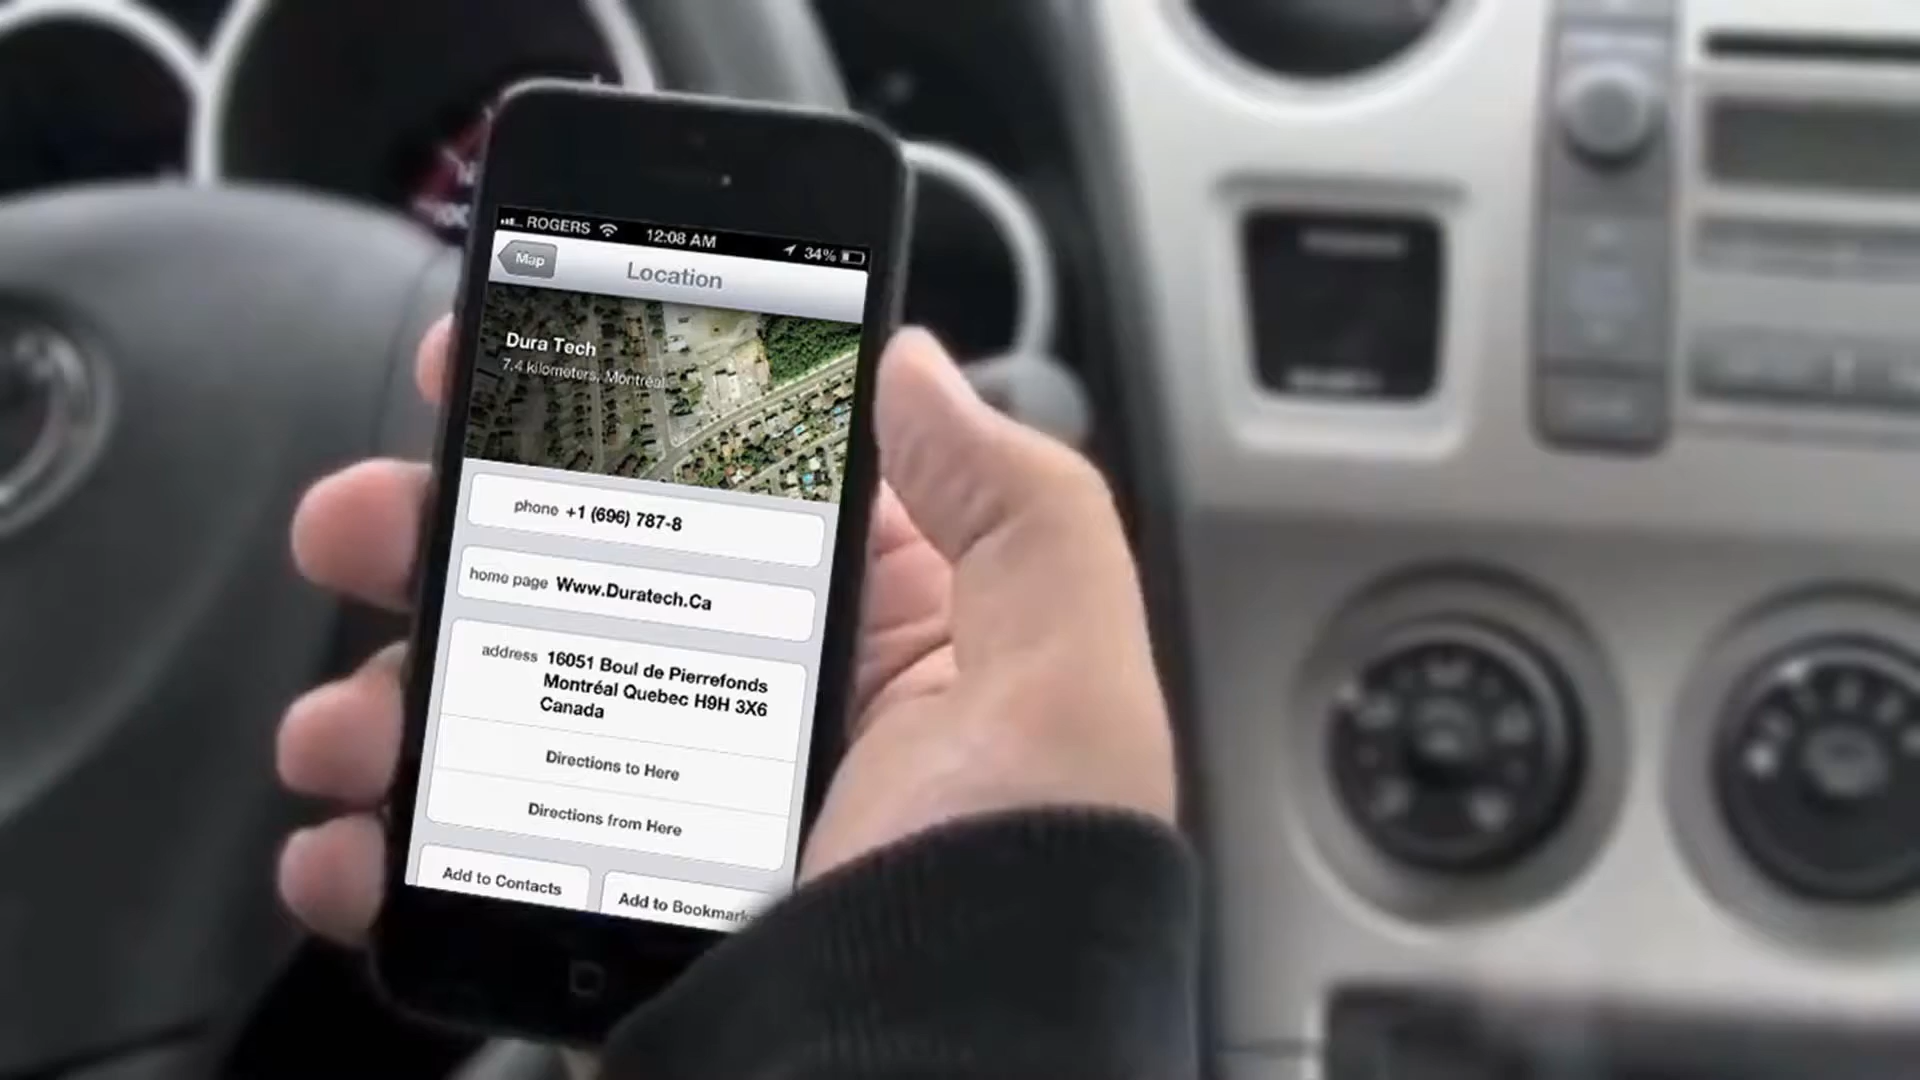 ROGERS 12:08 AM 34%
Map
Location
Dura Tech
7.4 kilometers, Montréal
phone +1 (696) 787-8
home page Www.Duratech.Ca
address 16051 Boul de Pierrefonds
Montréal Quebec H9H 3X6
Canada
Directions to Here
Directions from Here
Add to Contacts
Add to Bookmark